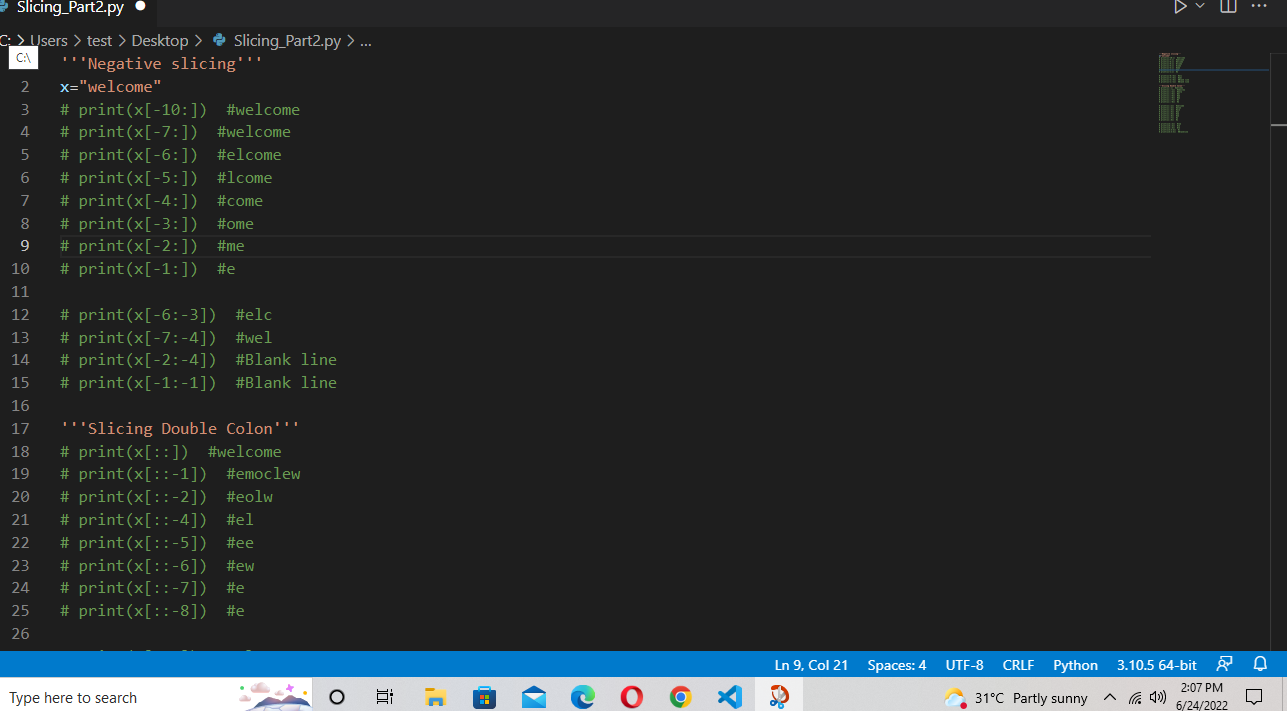 Slicing_Part2.py
C: > Users > test > Desktop > Slicing_Part2.py > ...
C:\
'''Negative slicing'''
2 x="welcome"
3 # print(x[-10:])  #welcome
4 # print(x[-7:])  #welcome
5 # print(x[-6:])  #elcome
6 # print(x[-5:])  #lcome
7 # print(x[-4:])  #come
8 # print(x[-3:])  #ome
9 # print(x[-2:])  #me
10 # print(x[-1:])  #e
11
12 # print(x[-6:-3])  #elc
13 # print(x[-7:-4])  #wel
14 # print(x[-2:-4])  #Blank line
15 # print(x[-1:-1])  #Blank line
16
17 '''Slicing Double Colon'''
18 # print(x[::])  #welcome
19 # print(x[::-1])  #emoclew
20 # print(x[::-2])  #eolw
21 # print(x[::-4])  #el
22 # print(x[::-5])  #ee
23 # print(x[::-6])  #ew
24 # print(x[::-7])  #e
25 # print(x[::-8])  #e
26
Ln 9, Col 21 Spaces: 4 UTF-8 CRLF Python 3.10.5 64-bit
Type here to search 31°C Partly sunny 2:07 PM
6/24/2022